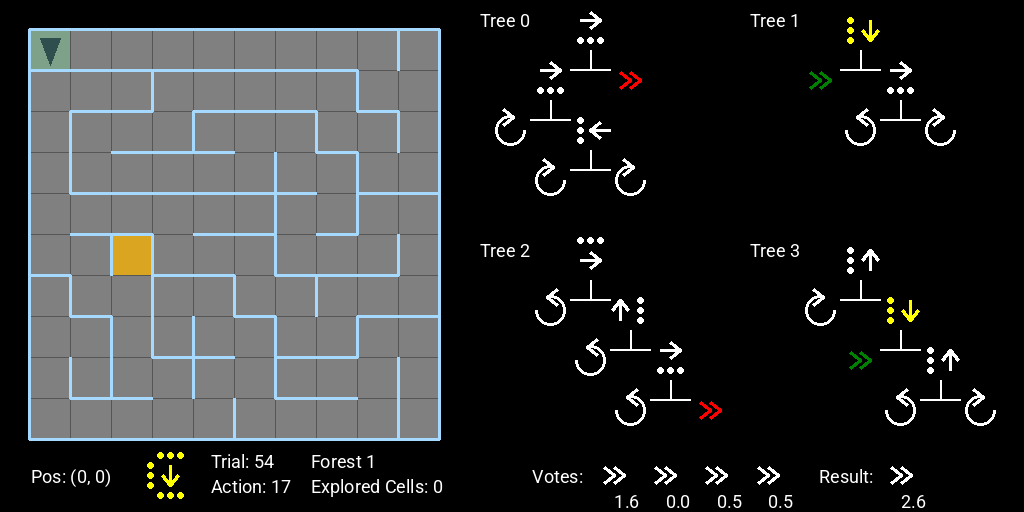 Tree 0
Tree 1
Tree 2
Tree 3
Pos: (0, 0)
Trial: 54
Forest 1
Action: 17
Explored Cells: 0
Votes:
1.6
0.0
0.5
0.5
Result:
2.6